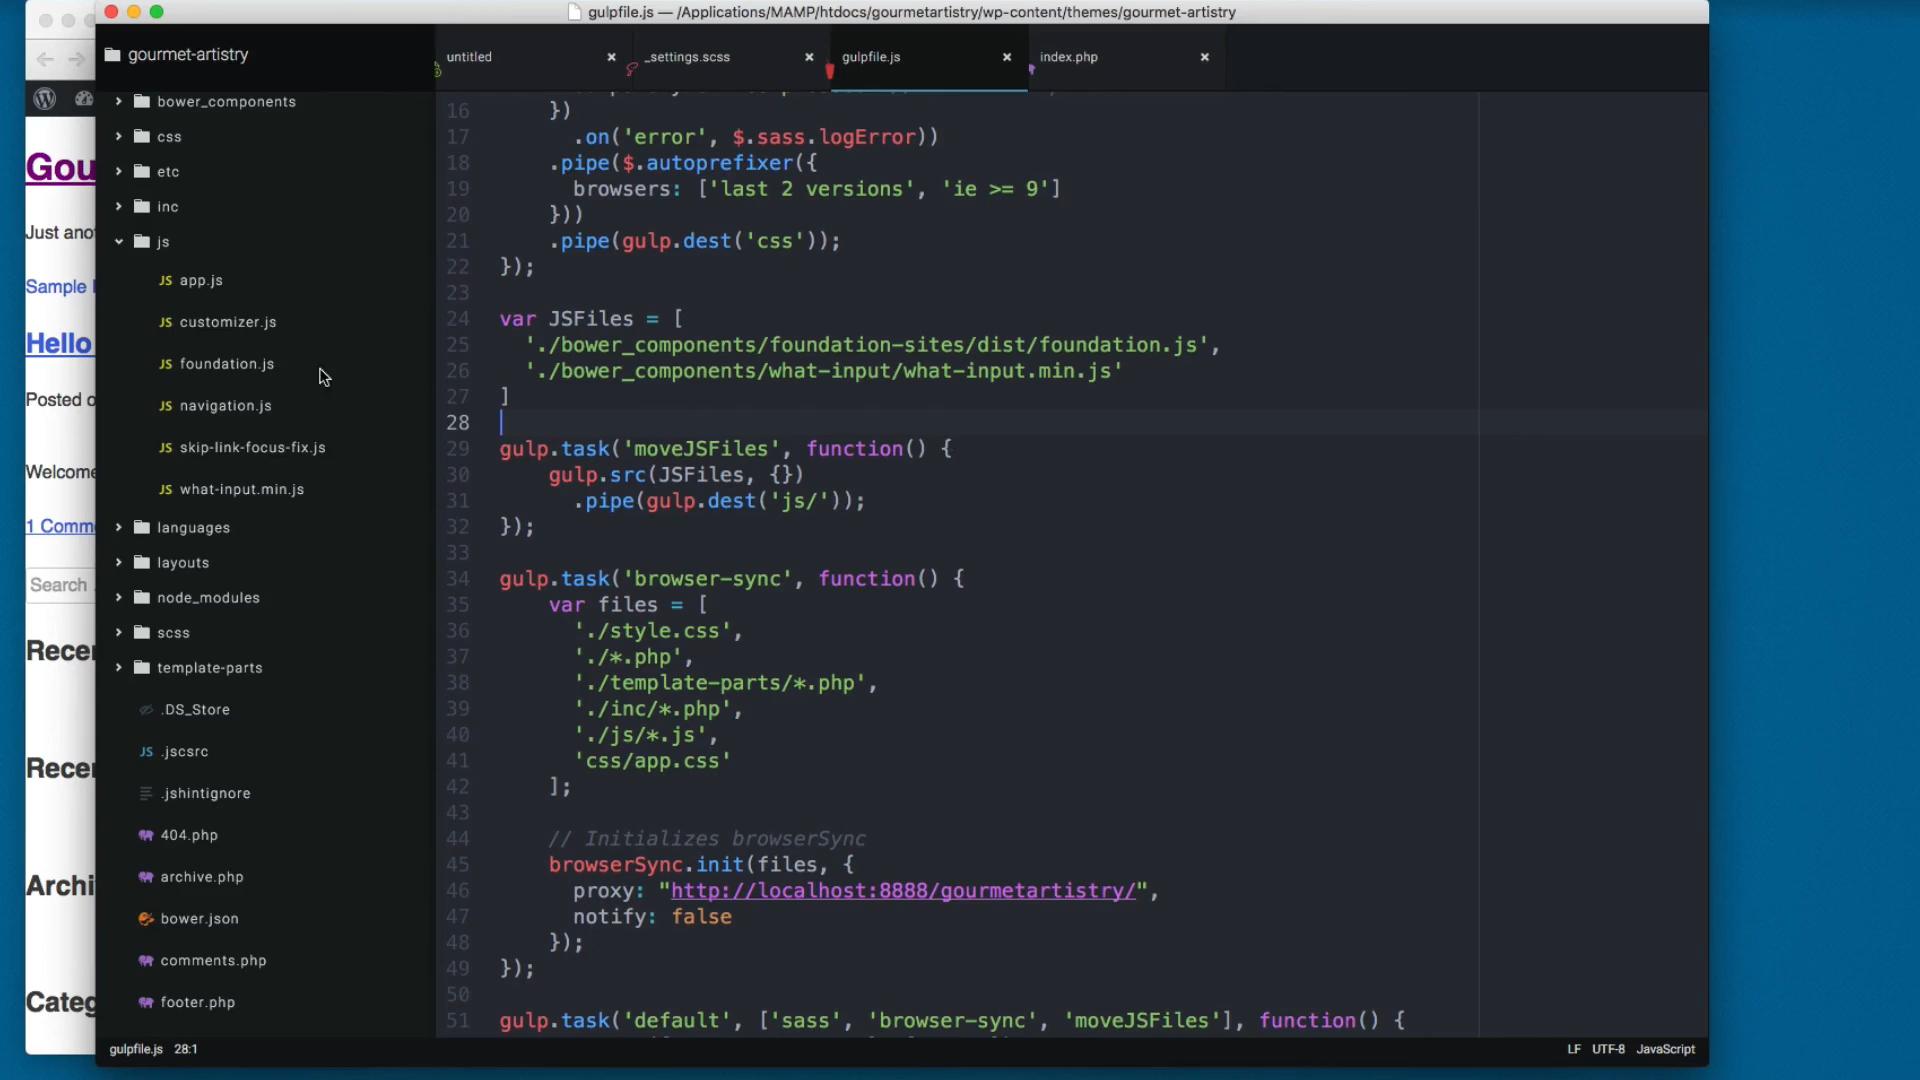 gulpfile.js — /Applications/MAMP/htdocs/gourmetartistry/wp-content/themes/gourmet-artistry
gourmet-artistry
untitled
_settings.scss
gulpfile.js
index.php
bower_components
css
etc
inc
js
app.js
customizer.js
foundation.js
navigation.js
skip-link-focus-fix.js
what-input.min.js
languages
layouts
node_modules
scss
template-parts
.DS_Store
.jscsrc
.jshintignore
404.php
archive.php
bower.json
comments.php
footer.php
16 })
17 .on('error', $.sass.logError))
18 .pipe($.autoprefixer({
19 browsers: ['last 2 versions', 'ie >= 9']
20 }))
21 .pipe(gulp.dest('css'));
22 });
23
24 var JSFiles = [
25 './bower_components/foundation-sites/dist/foundation.js',
26 './bower_components/what-input/what-input.min.js'
27 ]
28
29 gulp.task('moveJSFiles', function() {
30 gulp.src(JSFiles, {})
31 .pipe(gulp.dest('js/'));
32 });
33
34 gulp.task('browser-sync', function() {
35 var files = [
36 './style.css',
37 './*.php',
38 './template-parts/*.php',
39 './inc/*.php',
40 './js/*.js',
41 'css/app.css'
42 ];
43
44 // Initializes browserSync
45 browserSync.init(files, {
46 proxy: "http://localhost:8888/gourmetartistry/",
47 notify: false
48 });
49 });
50
51 gulp.task('default', ['sass', 'browser-sync', 'moveJSFiles'], function() {
gulpfile.js 28:1
LF UTF-8 JavaScript
Gou
Just ano
Sample
Hello
Posted o
Welcome
1 Comme
Search
Recen
Recen
Archi
Categ